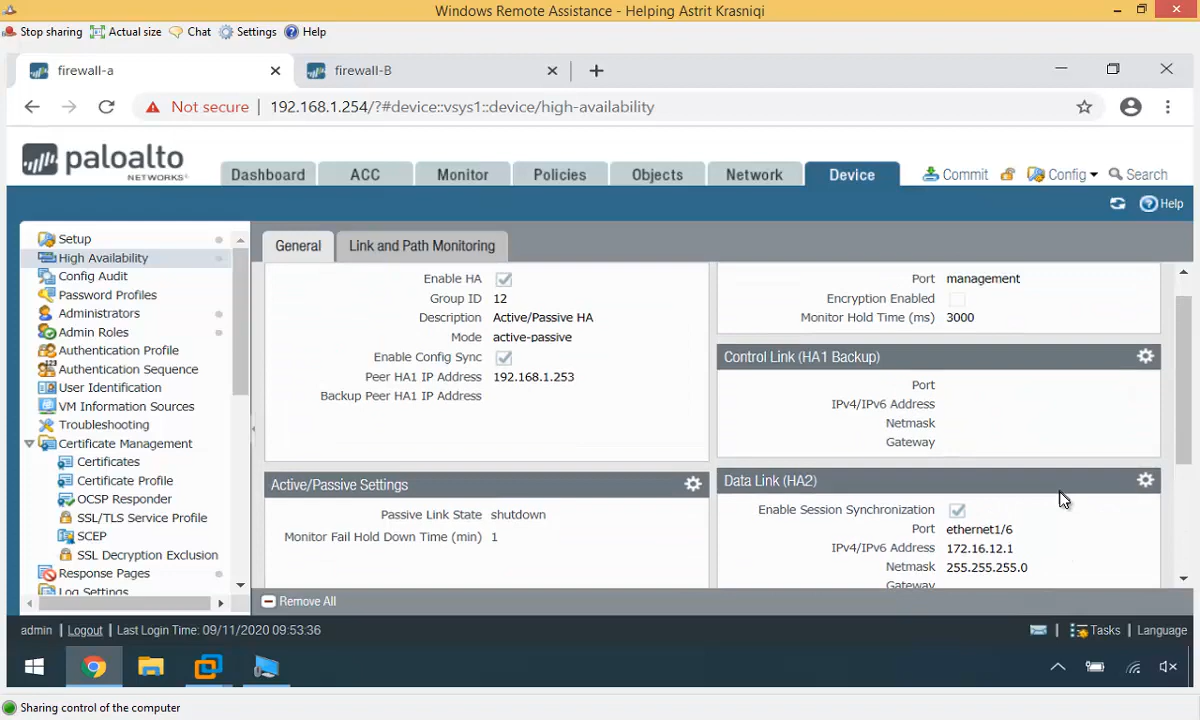 Windows Remote Assistance - Helping Astrit Krasniqi
Stop sharing Actual size Chat Settings Help
firewall-a
firewall-B
Not secure 192.168.1.254/?#device::vsys1::device/high-availability
paloalto
NETWORKS
Dashboard ACC Monitor Policies Objects Network Device
Commit Config Search
Help
Setup
High Availability
Config Audit
Password Profiles
Administrators
Admin Roles
Authentication Profile
Authentication Sequence
User Identification
VM Information Sources
Troubleshooting
Certificate Management
Certificates
Certificate Profile
OCSP Responder
SSL/TLS Service Profile
SCEP
SSL Decryption Exclusion
Response Pages
Log Settings
General Link and Path Monitoring
Enable HA
Group ID 12
Description Active/Passive HA
Mode active-passive
Enable Config Sync
Peer HA1 IP Address 192.168.1.253
Backup Peer HA1 IP Address
Active/Passive Settings
Passive Link State shutdown
Monitor Fail Hold Down Time (min) 1
Port management
Encryption Enabled
Monitor Hold Time (ms) 3000
Control Link (HA1 Backup)
Port
IPv4/IPv6 Address
Netmask
Gateway
Data Link (HA2)
Enable Session Synchronization
Port ethernet1/6
IPv4/IPv6 Address 172.16.12.1
Netmask 255.255.255.0
Gateway
Remove All
admin | Logout | Last Login Time: 09/11/2020 09:53:36
Tasks | Language
Sharing control of the computer